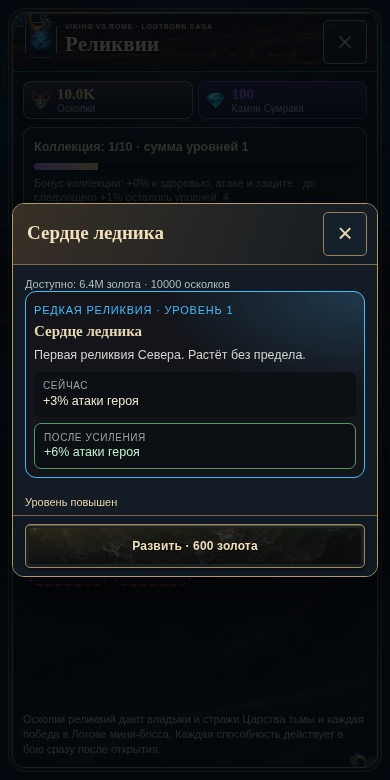 VIKING VS ROME · LOOTBORN SAGA
Реликвии
10.0K
Осколки
100
Камни Сумрака
Коллекция: 1/10 · сумма уровней 1
Бонус коллекции: +0% к здоровью, атаке и защите · до
следующего +1% осталось уровней: 4
Сердце ледника
Доступно: 6.4M золота · 10000 осколков
РЕДКАЯ РЕЛИКВИЯ · УРОВЕНЬ 1
Сердце ледника
Первая реликвия Севера. Растёт без предела.
СЕЙЧАС
+3% атаки героя
ПОСЛЕ УСИЛЕНИЯ
+6% атаки героя
Уровень повышен
Развить · 600 золота
Осколки реликвий дают владыки и стражи Царства тьмы и каждая
победа в Логове мини-босса. Каждая способность действует в
бою сразу после открытия.